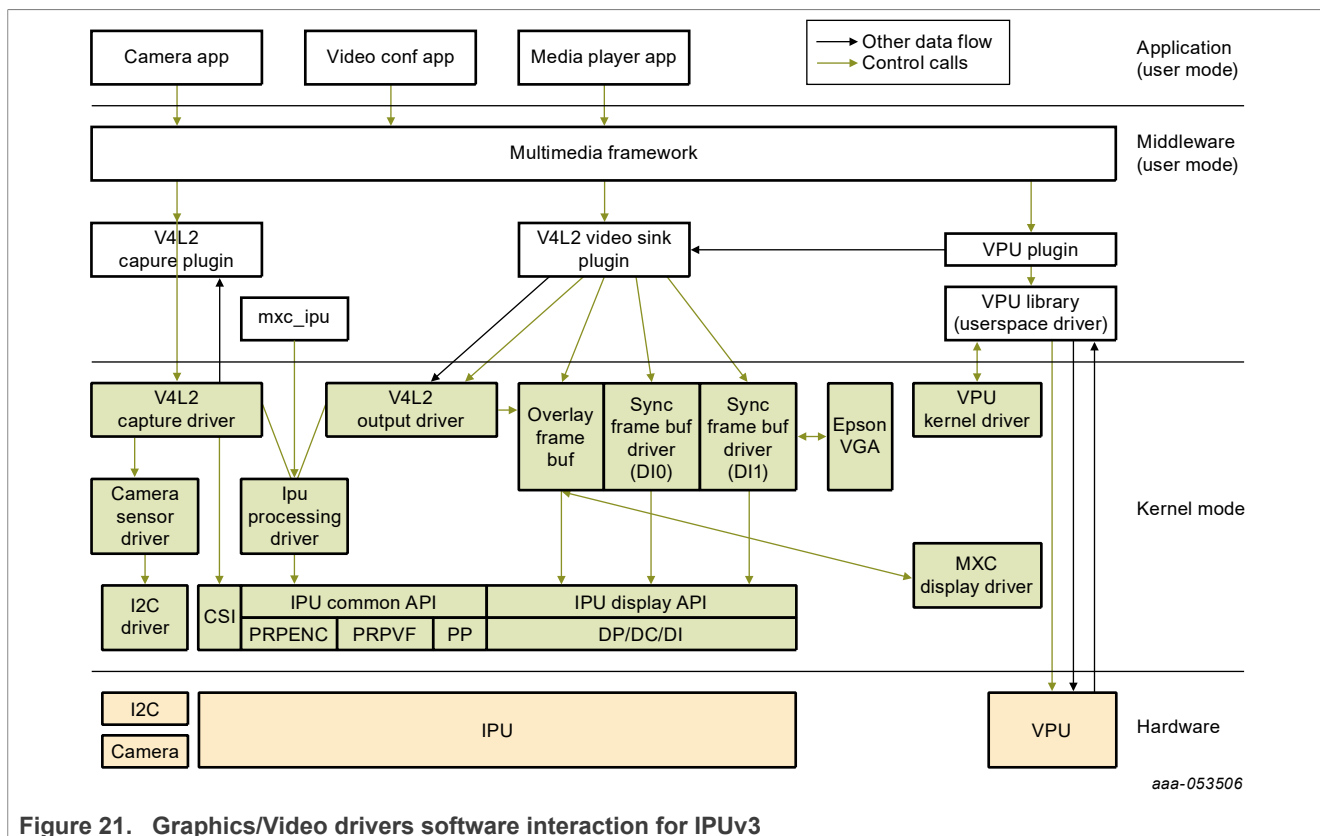 Camera app
Video conf app
Media player app
Other data flow
Control calls
Application
(user mode)
Multimedia framework
Middleware
(user mode)
V4L2
capure plugin
V4L2 video sink
plugin
VPU plugin
mxc_ipu
VPU library
(userspace driver)
V4L2
capture driver
V4L2
output driver
Overlay
frame
buf
Sync
frame buf
driver
(DI0)
Sync
frame buf
driver
(DI1)
Epson
VGA
VPU
kernel driver
Camera
sensor
driver
Ipu
processing
driver
Kernel mode
MXC
display driver
I2C
driver
CSI
IPU common API
IPU display API
PRPENC
PRPVF
PP
DP/DC/DI
I2C
Camera
IPU
VPU
Hardware
aaa-053506
Figure 21. Graphics/Video drivers software interaction for IPUv3